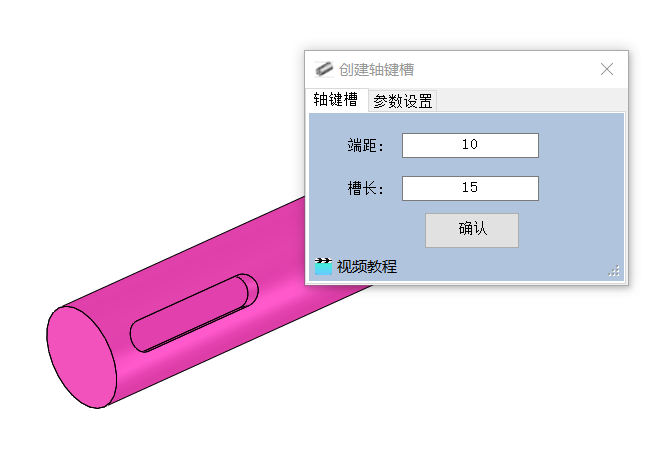 创建轴键槽
轴键槽 参数设置
端距： 10
槽长： 15
确认
视频教程